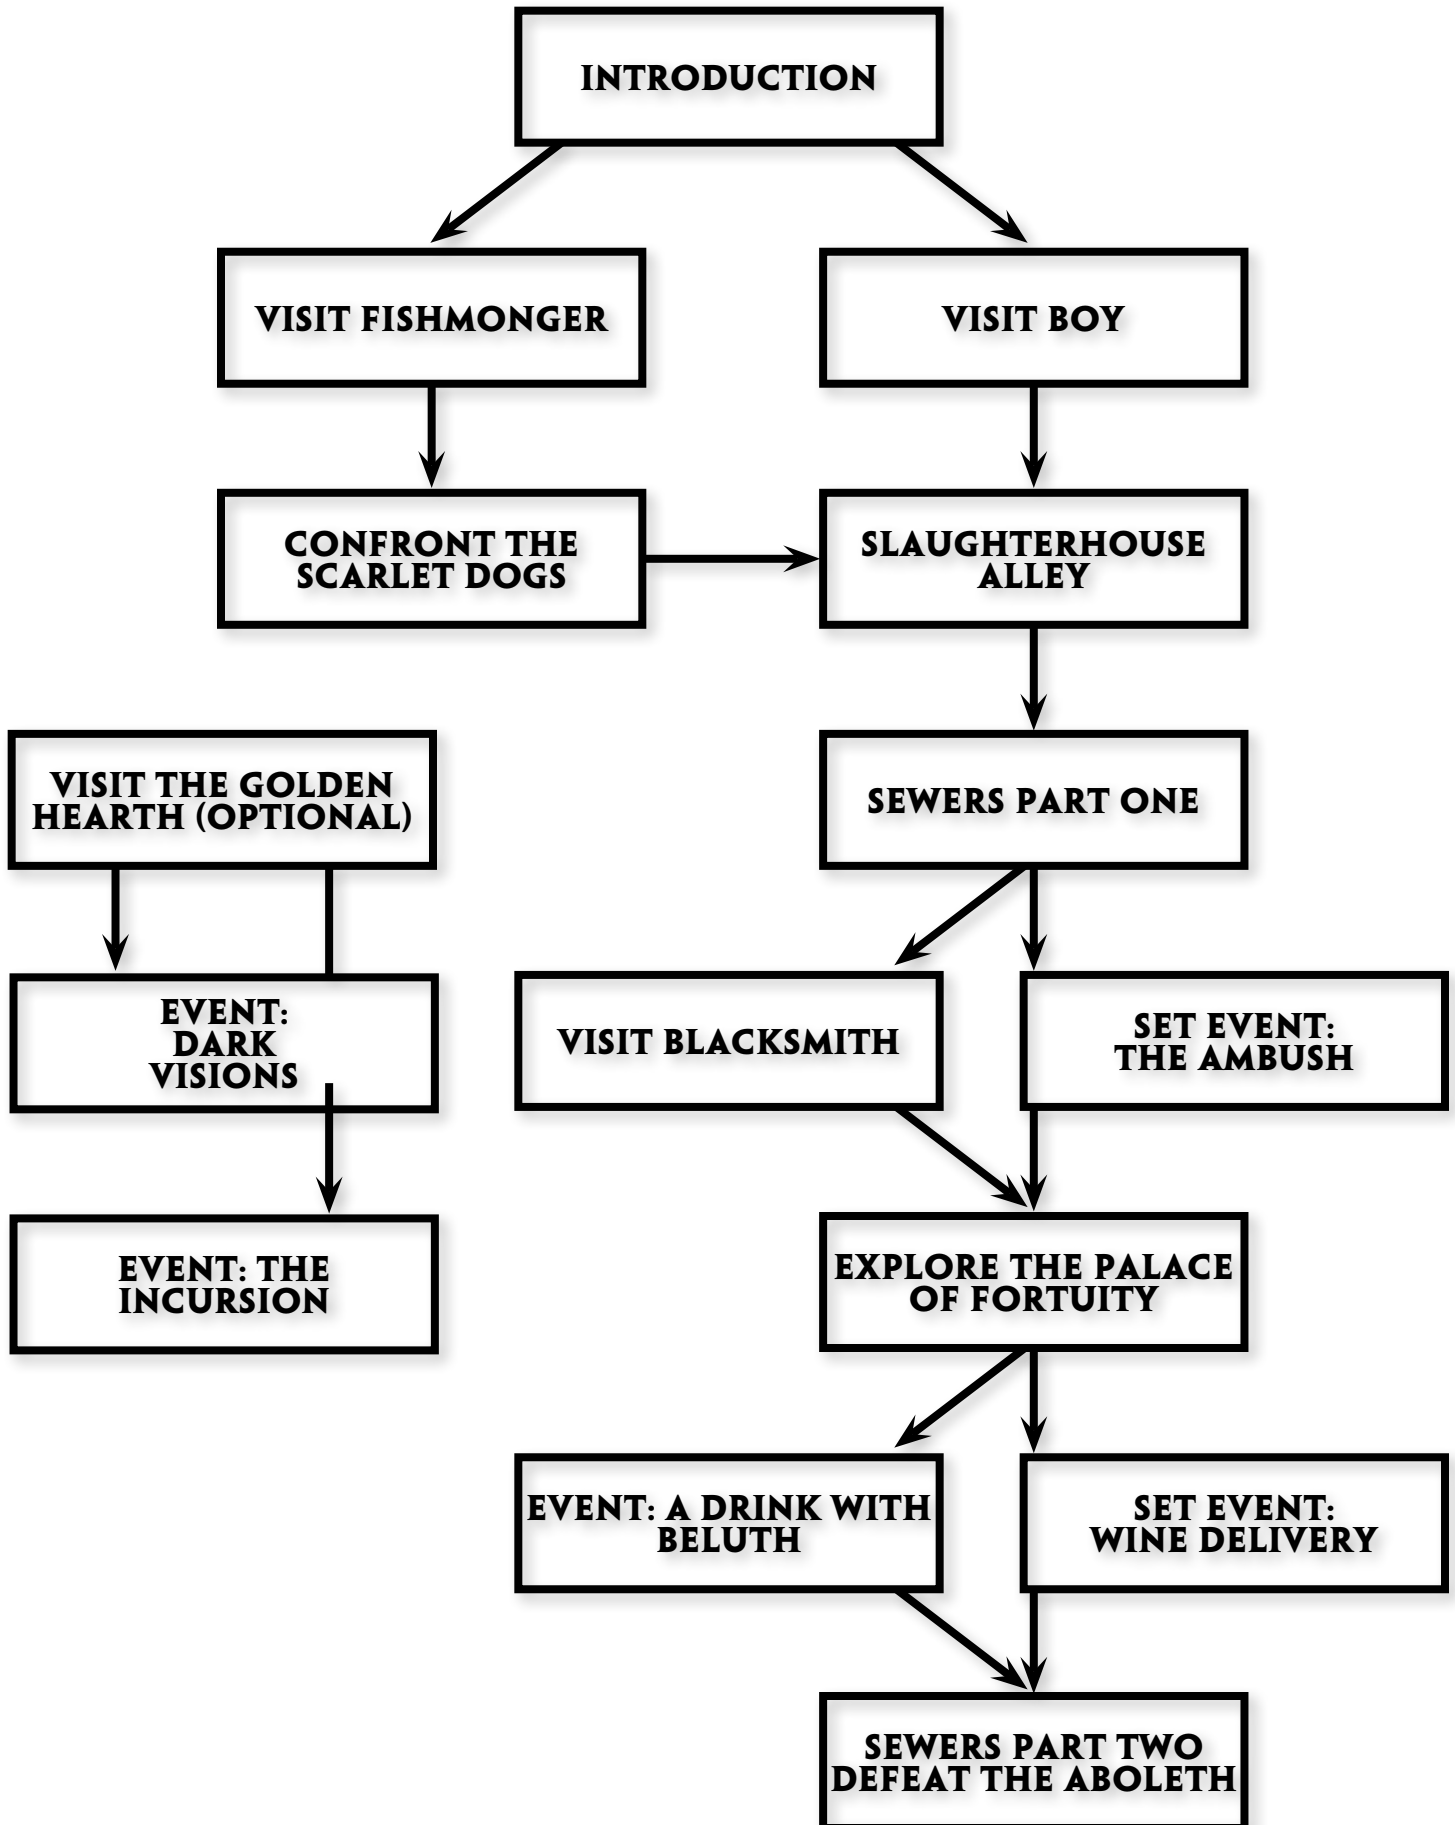 INTRODUCTION
VISIT FISHMONGER
VISIT BOY
CONFRONT THE
SCARLET DOGS
SLAUGHTERHOUSE
ALLEY
VISIT THE GOLDEN
HEARTH (OPTIONAL)
SEWERS PART ONE
EVENT:
DARK
VISIONS
VISIT BLACKSMITH
SET EVENT:
THE AMBUSH
EVENT: THE
INCURSION
EXPLORE THE PALACE
OF FORTUITY
EVENT: A DRINK WITH
BELUTH
SET EVENT:
WINE DELIVERY
SEWERS PART TWO
DEFEAT THE ABOLETH